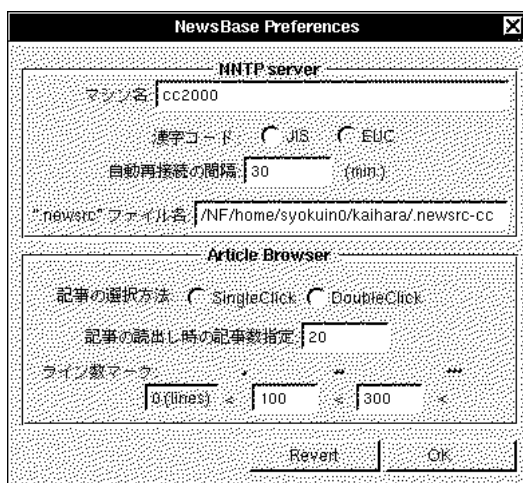 NewsBase Preferences
NNTP server
マシン名: cc2000
漢字コード: JIS EUC
自動再接続の間隔: 30 (min.)
".newsrc" ファイル名: /NF/home/syokuin0/kaihara/.newsrc-cc
Article Browser
記事の選択方法: SingleClick DoubleClick
記事の読出し時の記事数指定: 20
ライン数マーク: * ** ***
0 (lines) < 100 < 300 <
Revert OK